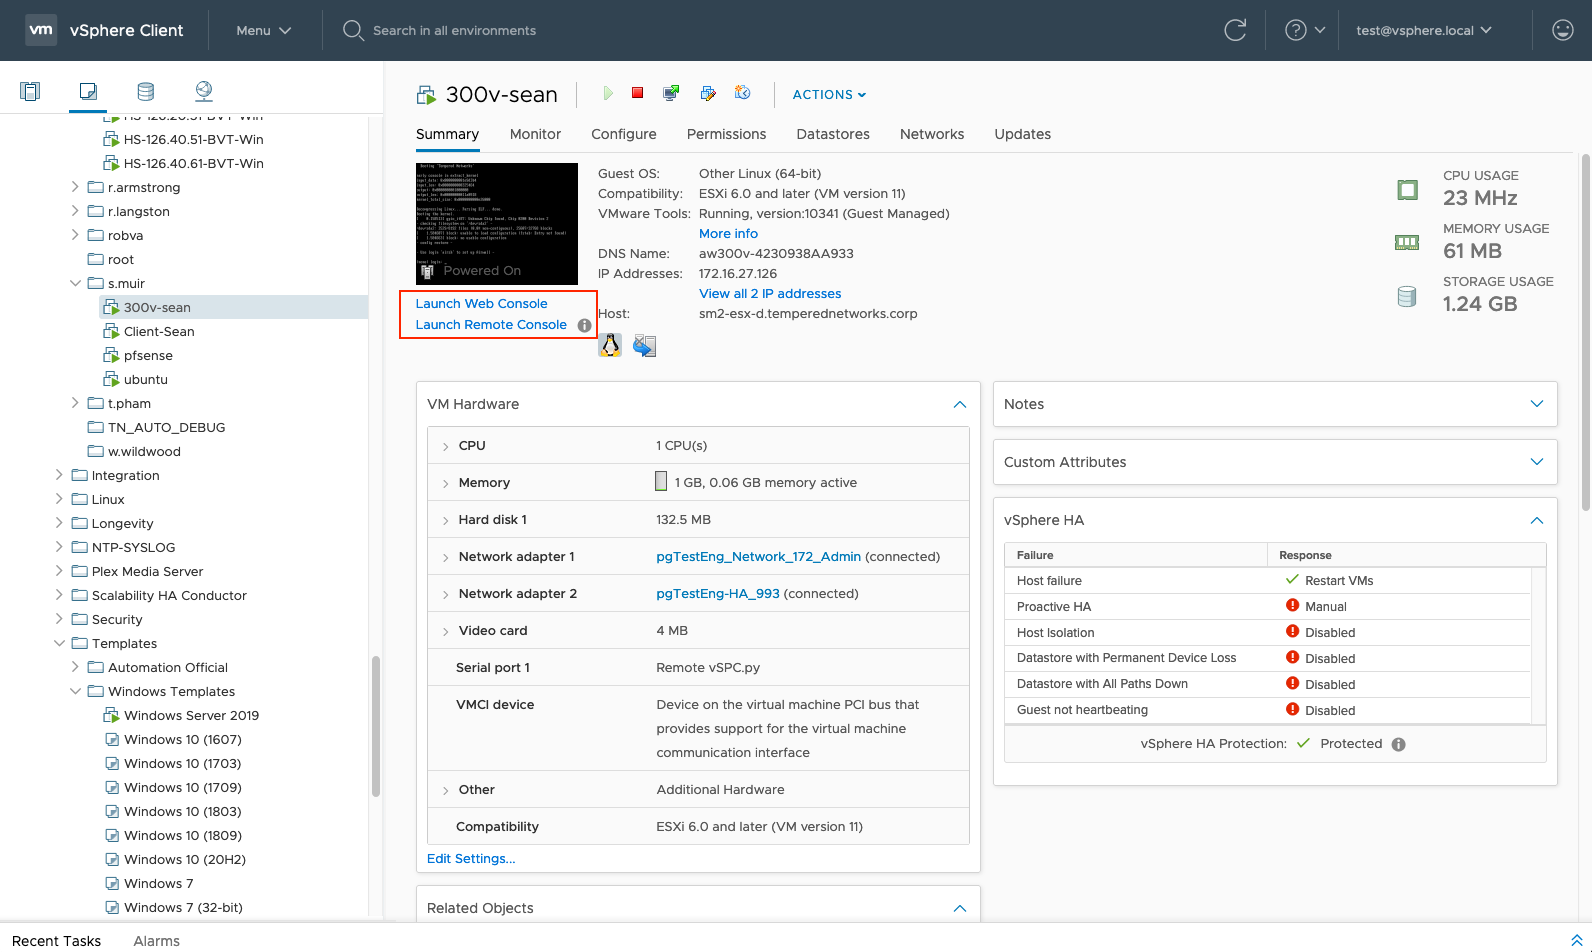 vm vSphere Client Menu Search in all environments test@vsphere.local
HS-126.40.51-BVT-Win
HS-126.40.61-BVT-Win
r.armstrong
r.langston
robva
root
s.muir
300v-sean
Client-Sean
pfsense
ubuntu
t.pham
TN_AUTO_DEBUG
w.wildwood
Integration
Linux
Longevity
NTP-SYSLOG
Plex Media Server
Scalability HA Conductor
Security
Templates
Automation Official
Windows Templates
Windows Server 2019
Windows 10 (1607)
Windows 10 (1703)
Windows 10 (1709)
Windows 10 (1803)
Windows 10 (1809)
Windows 10 (20H2)
Windows 7
Windows 7 (32-bit)
300v-sean ACTIONS
Summary Monitor Configure Permissions Datastores Networks Updates
Powered On
Launch Web Console
Launch Remote Console
Guest OS: Other Linux (64-bit)
Compatibility: ESXi 6.0 and later (VM version 11)
VMware Tools: Running, version:10341 (Guest Managed)
More info
DNS Name: aw300v-4230938AA933
IP Addresses: 172.16.27.126
View all 2 IP addresses
Host: sm2-esx-d.temperednetworks.corp
CPU USAGE
23 MHz
MEMORY USAGE
61 MB
STORAGE USAGE
1.24 GB
VM Hardware
CPU 1 CPU(s)
Memory 1 GB, 0.06 GB memory active
Hard disk 1 132.5 MB
Network adapter 1 pgTestEng_Network_172_Admin (connected)
Network adapter 2 pgTestEng-HA_993 (connected)
Video card 4 MB
Serial port 1 Remote vSPC.py
VMCI device Device on the virtual machine PCI bus that
provides support for the virtual machine
communication interface
Other Additional Hardware
Compatibility ESXi 6.0 and later (VM version 11)
Edit Settings...
Related Objects
Notes
Custom Attributes
vSphere HA
Failure Response
Host failure Restart VMs
Proactive HA Manual
Host Isolation Disabled
Datastore with Permanent Device Loss Disabled
Datastore with All Paths Down Disabled
Guest not heartbeating Disabled
vSphere HA Protection: Protected
Recent Tasks Alarms